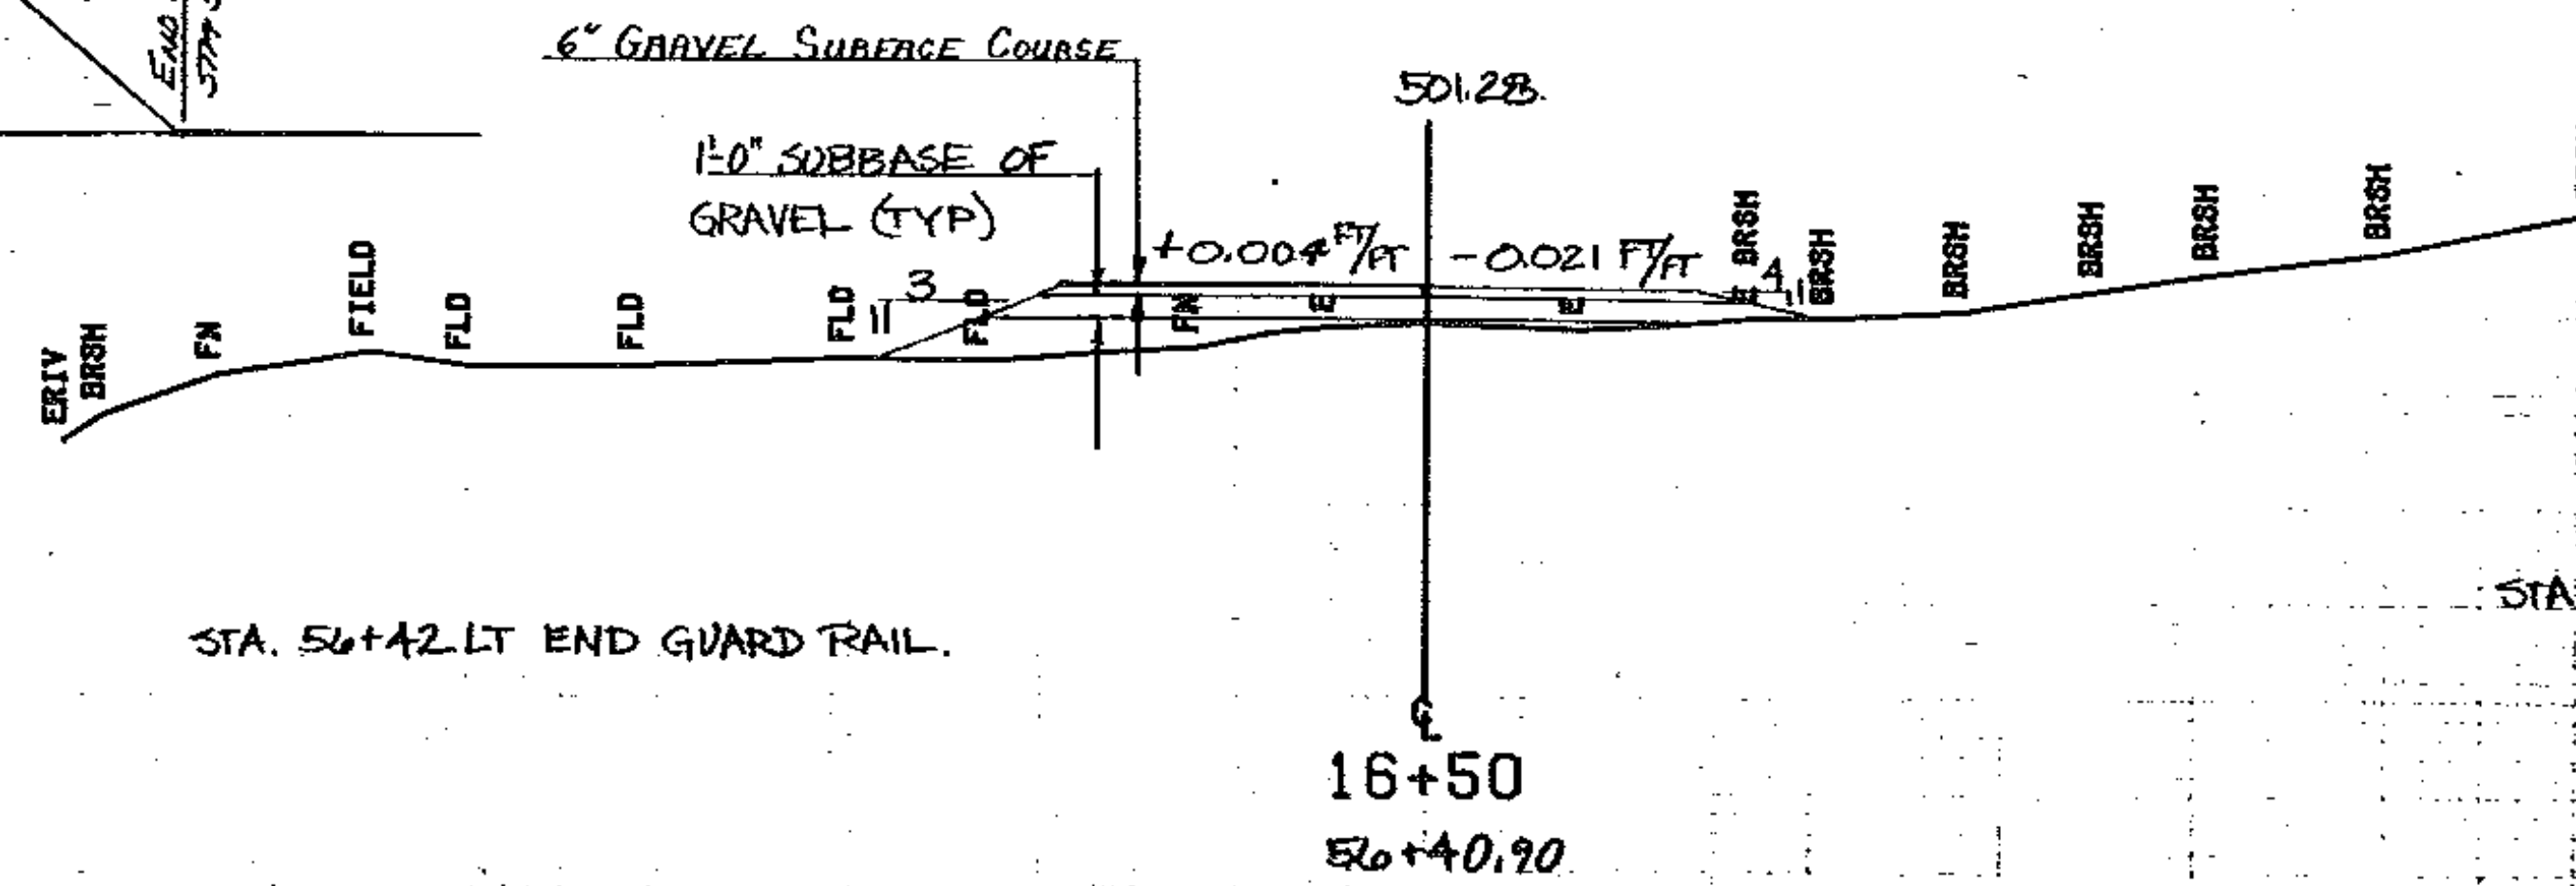 END
6" GRAVEL SURFACE COURSE
501.28
1'-0" SUBBASE OF
GRAVEL (TYP)
+0.004 FT/FT
-0.021 FT/FT
ERIV
BRSH
FN
FIELD
FLD
FLD
FLD
3
1
FLD
FN
E
E
BRSH
4
1
BRSH
BRSH
BRSH
BRSH
BRSH
STA. 56+42 LT END GUARD RAIL.
STA
℄
16+50
56+40.90